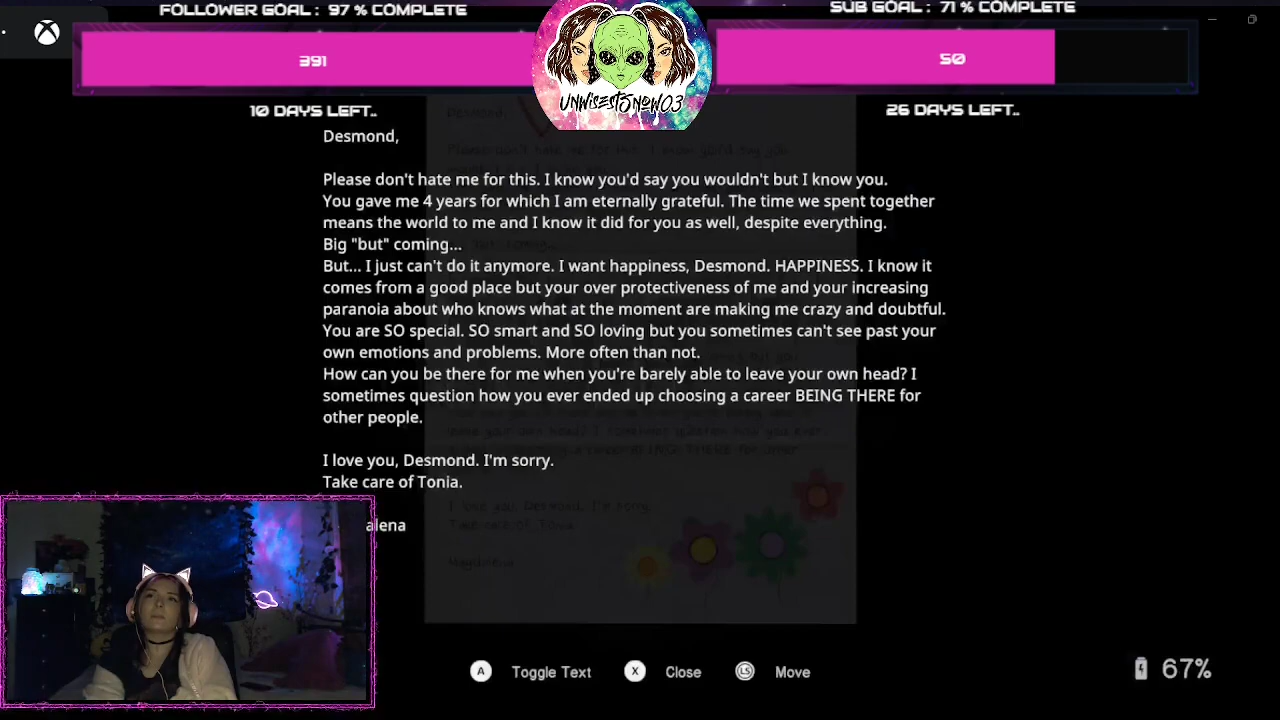 FOLLOWER GOAL : 97 % COMPLETE
SUB GOAL : 71 % COMPLETE
391
50
UNWISESTSNOW03
10 DAYS LEFT..
26 DAYS LEFT..
Desmond,
Please don't hate me for this. I know you'd say you wouldn't but I know you.
You gave me 4 years for which I am eternally grateful. The time we spent together
means the world to me and I know it did for you as well, despite everything.
Big "but" coming...
But... I just can't do it anymore. I want happiness, Desmond. HAPPINESS. I know it
comes from a good place but your over protectiveness of me and your increasing
paranoia about who knows what at the moment are making me crazy and doubtful.
You are SO special. SO smart and SO loving but you sometimes can't see past your
own emotions and problems. More often than not.
How can you be there for me when you're barely able to leave your own head? I
sometimes question how you ever ended up choosing a career BEING THERE for
other people.
I love you, Desmond. I'm sorry.
Take care of Tonia.
alena
A Toggle Text X Close LS Move
67%